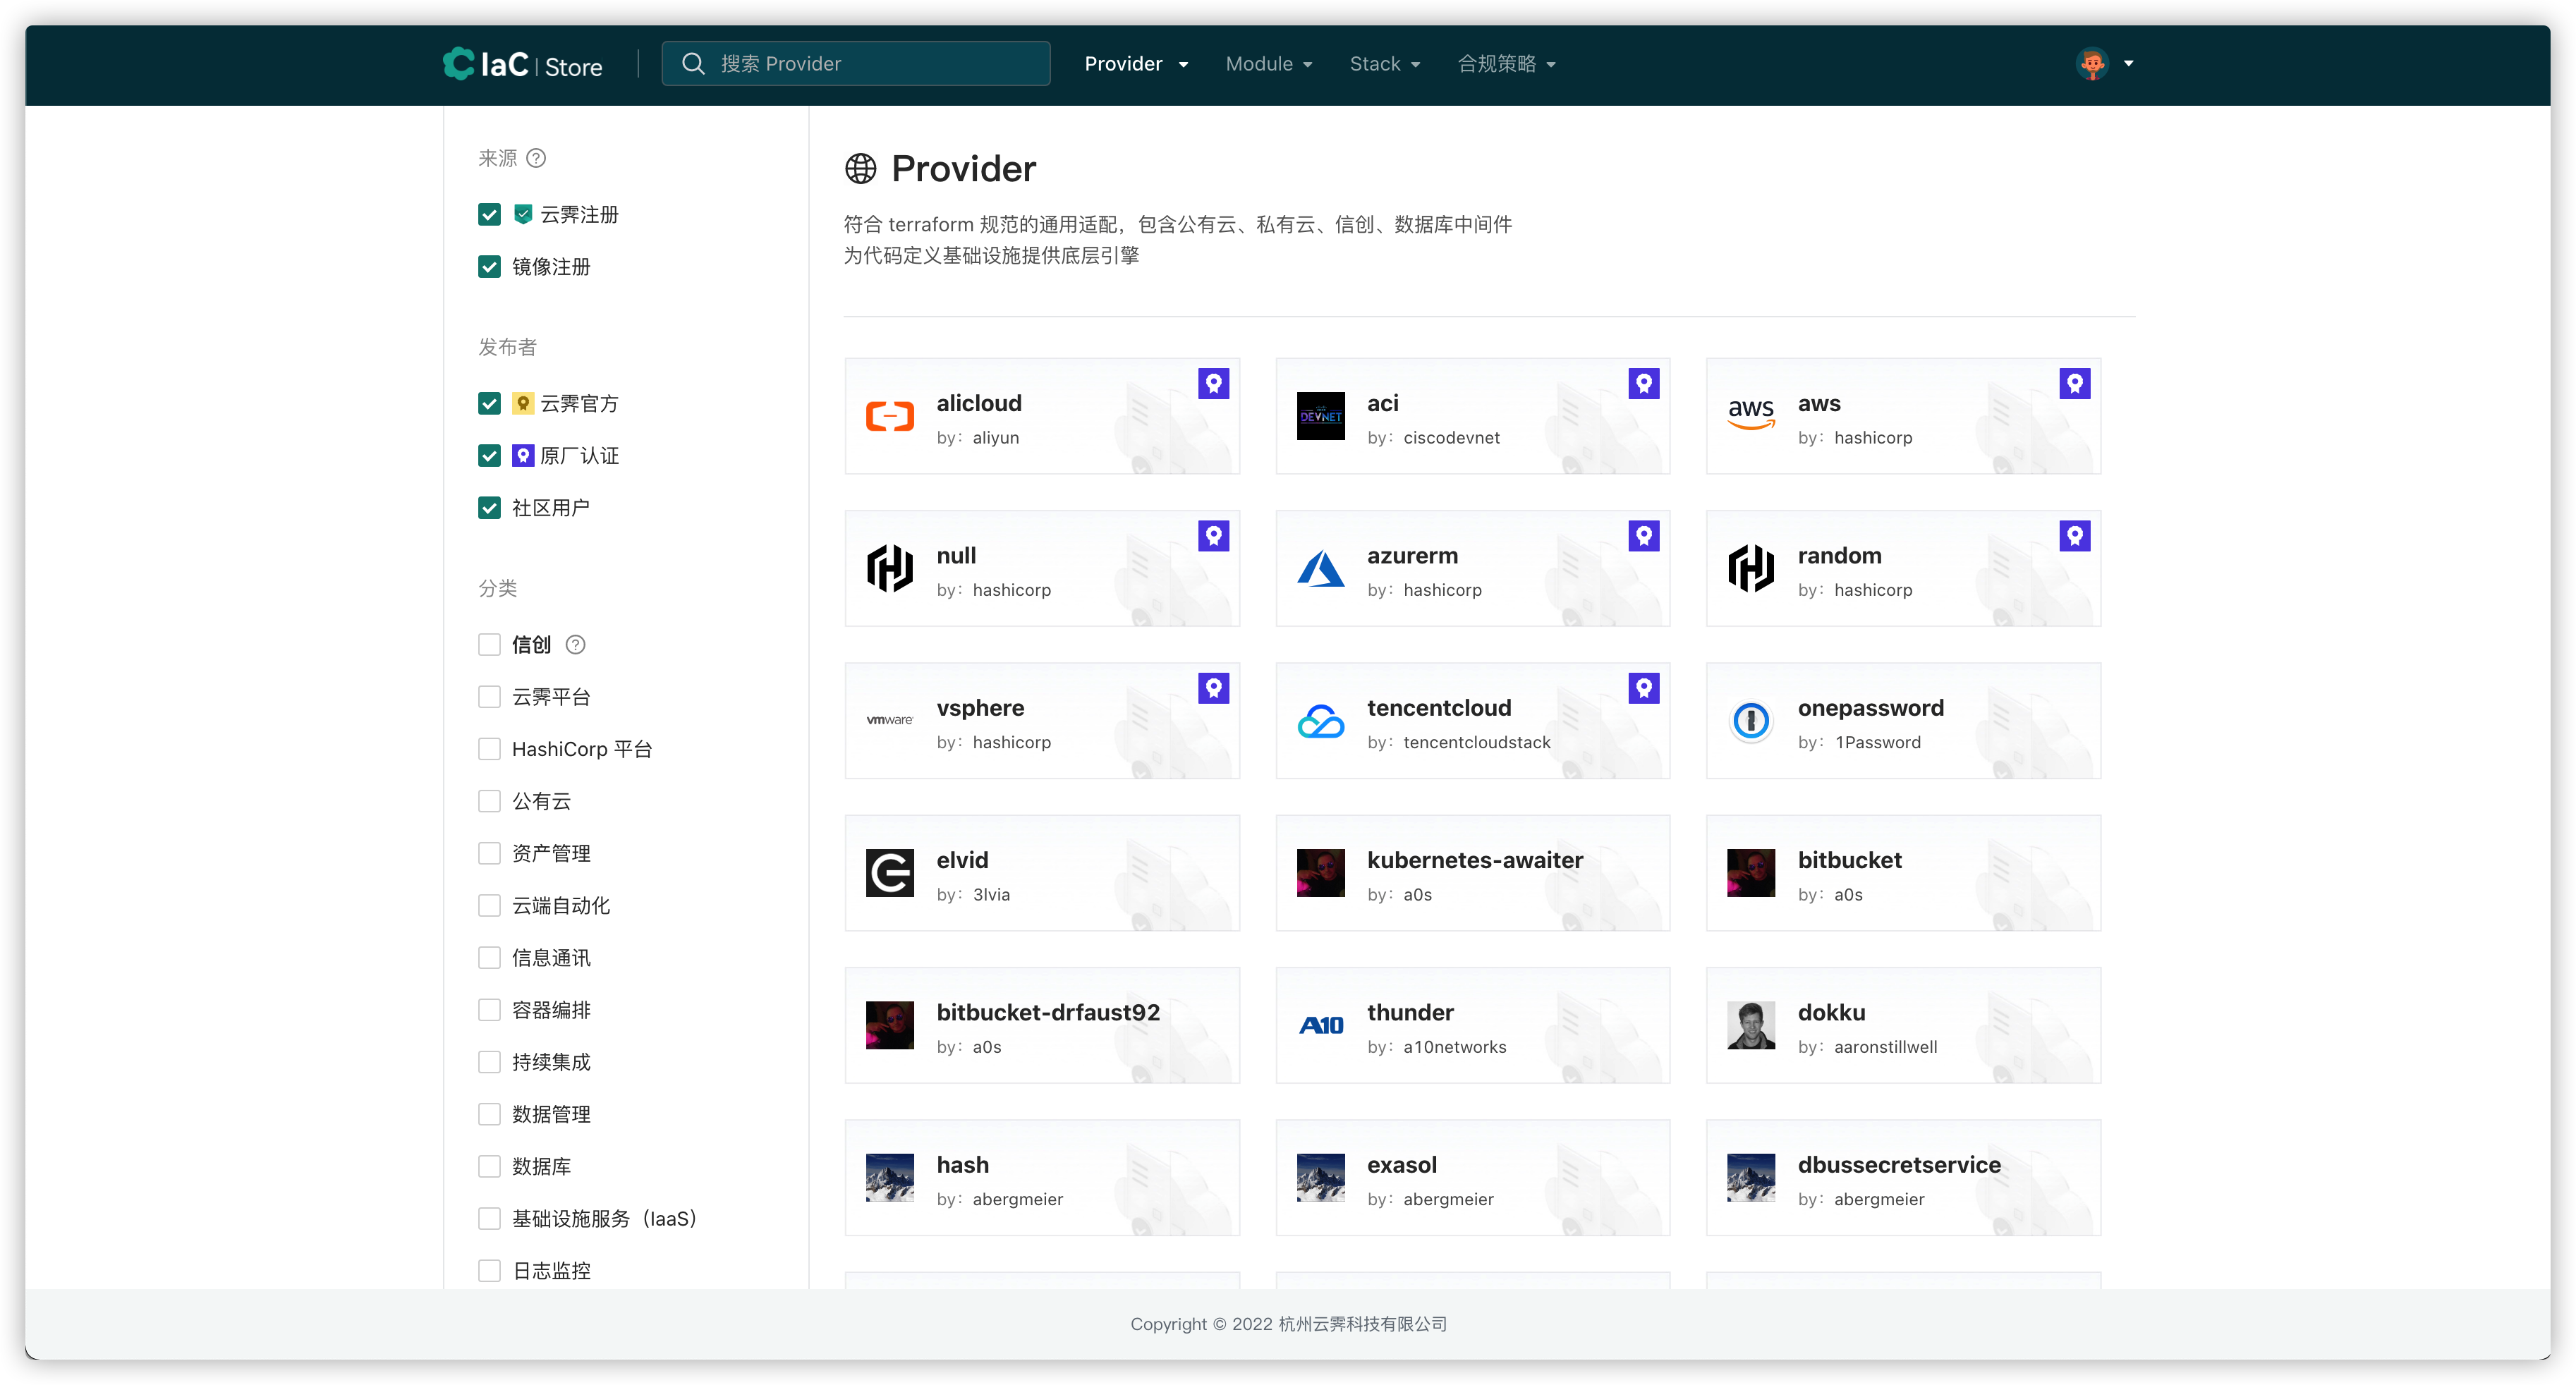 CIaC | Store
搜索 Provider
Provider
Module
Stack
合规策略
来源
云霁注册
镜像注册
发布者
云霁官方
原厂认证
社区用户
分类
信创
云霁平台
HashiCorp 平台
公有云
资产管理
云端自动化
信息通讯
容器编排
持续集成
数据管理
数据库
基础设施服务（IaaS）
日志监控
Provider
符合 terraform 规范的通用适配，包含公有云、私有云、信创、数据库中间件
为代码定义基础设施提供底层引擎
alicloud
by：aliyun
DEVNET
aci
by：ciscodevnet
aws
aws
by：hashicorp
null
by：hashicorp
azurerm
by：hashicorp
random
by：hashicorp
vmware
vsphere
by：hashicorp
tencentcloud
by：tencentcloudstack
onepassword
by：1Password
elvid
by：3lvia
kubernetes-awaiter
by：a0s
bitbucket
by：a0s
bitbucket-drfaust92
by：a0s
A10
thunder
by：a10networks
dokku
by：aaronstillwell
hash
by：abergmeier
exasol
by：abergmeier
dbussecretservice
by：abergmeier
Copyright © 2022 杭州云霁科技有限公司